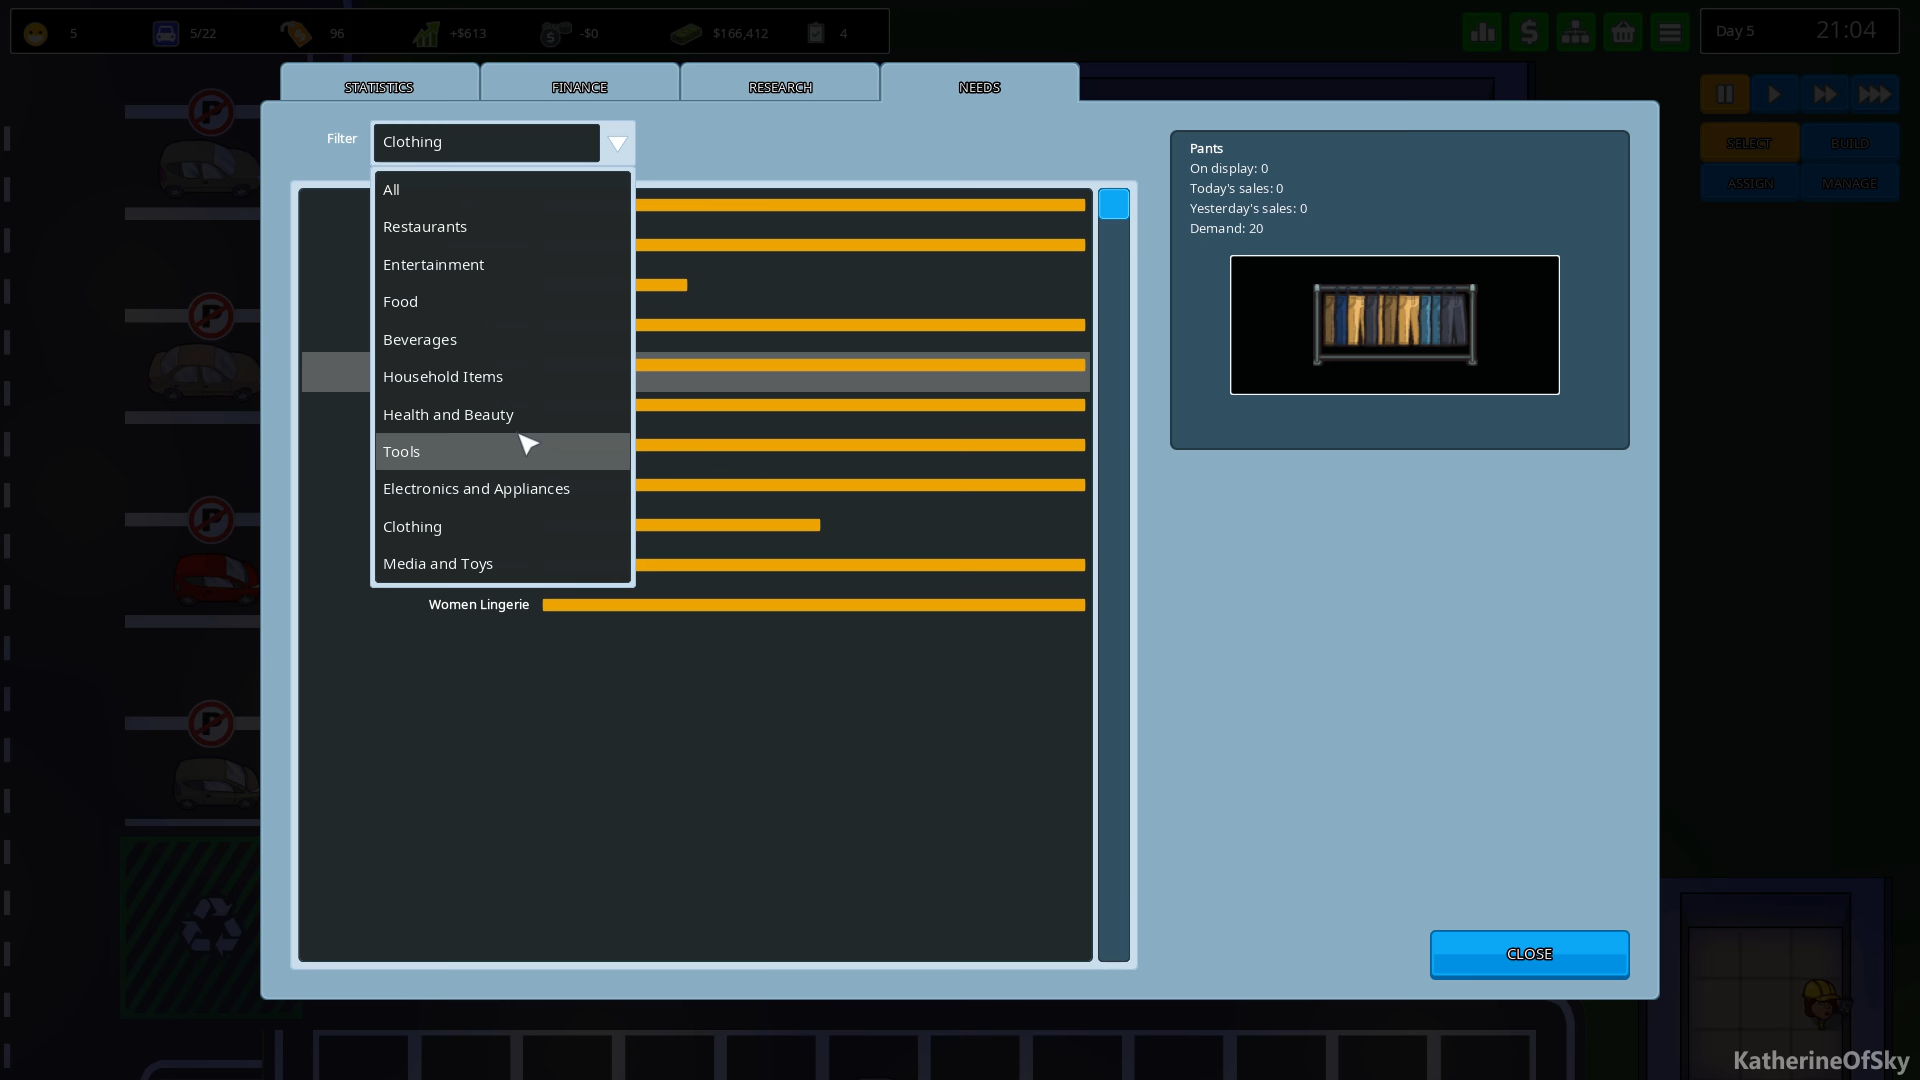 5
5/22
96
+$613
-$0
$166,412
4
Day 5
21:04
STATISTICS
FINANCE
RESEARCH
NEEDS
Filter
Clothing
All
Restaurants
Entertainment
Food
Beverages
Household Items
Health and Beauty
Tools
Electronics and Appliances
Clothing
Media and Toys
Women Lingerie
Pants
On display: 0
Today's sales: 0
Yesterday's sales: 0
Demand: 20
SELECT
BUILD
ASSIGN
MANAGE
P
P
P
P
CLOSE
KatherineOfSky